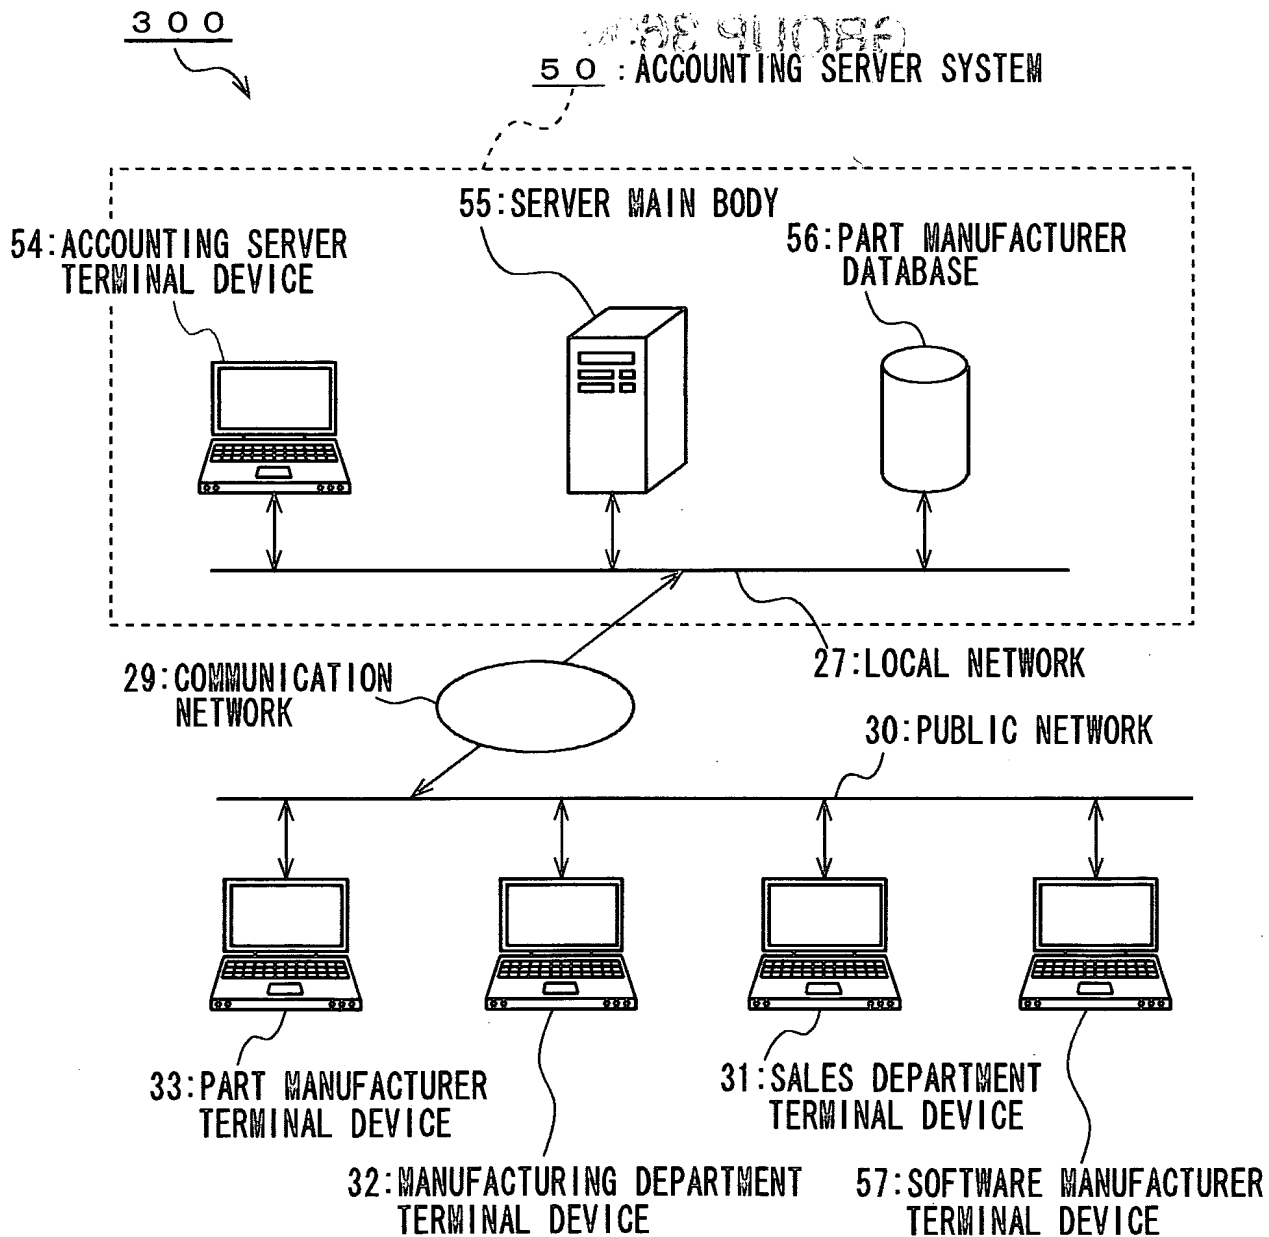 300
50:ACCOUNTING SERVER SYSTEM
55:SERVER MAIN BODY
54:ACCOUNTING SERVER
TERMINAL DEVICE
56:PART MANUFACTURER
DATABASE
27:LOCAL NETWORK
29:COMMUNICATION
NETWORK
30:PUBLIC NETWORK
33:PART MANUFACTURER
TERMINAL DEVICE
31:SALES DEPARTMENT
TERMINAL DEVICE
32:MANUFACTURING DEPARTMENT
TERMINAL DEVICE
57:SOFTWARE MANUFACTURER
TERMINAL DEVICE